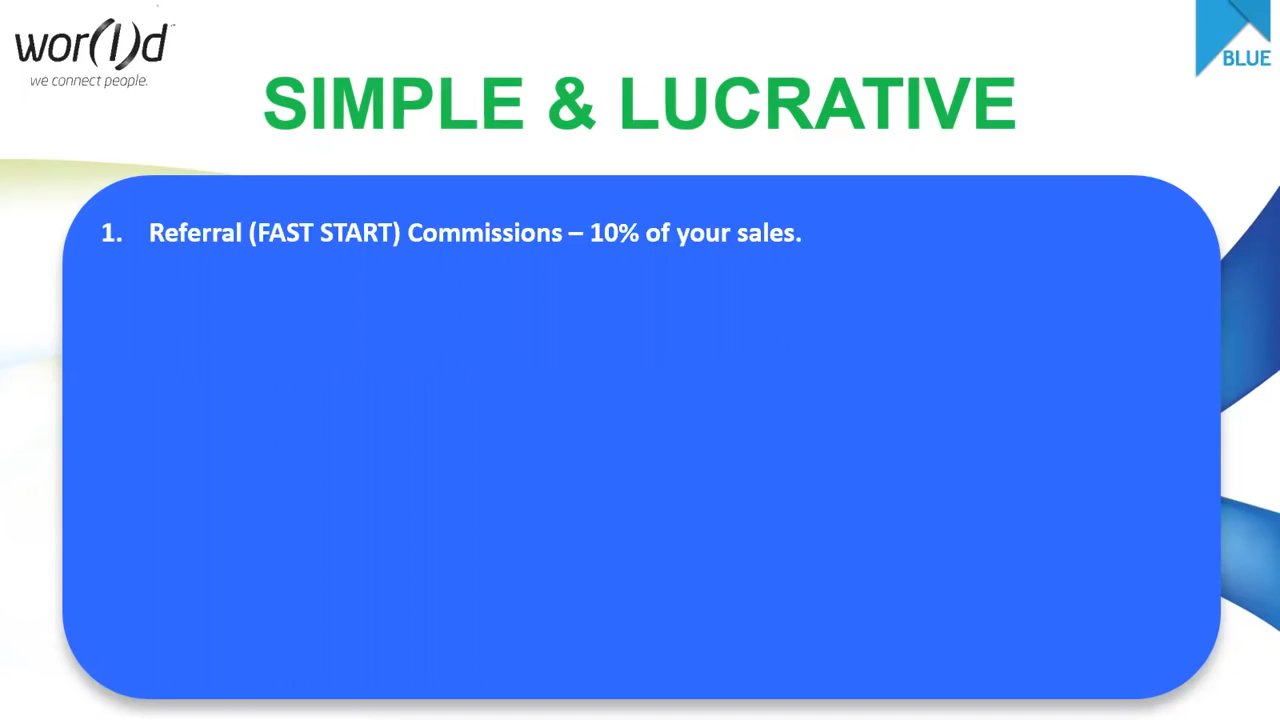 wor(l)d
we connect people.
BLUE
SIMPLE & LUCRATIVE
1. Referral (FAST START) Commissions – 10% of your sales.